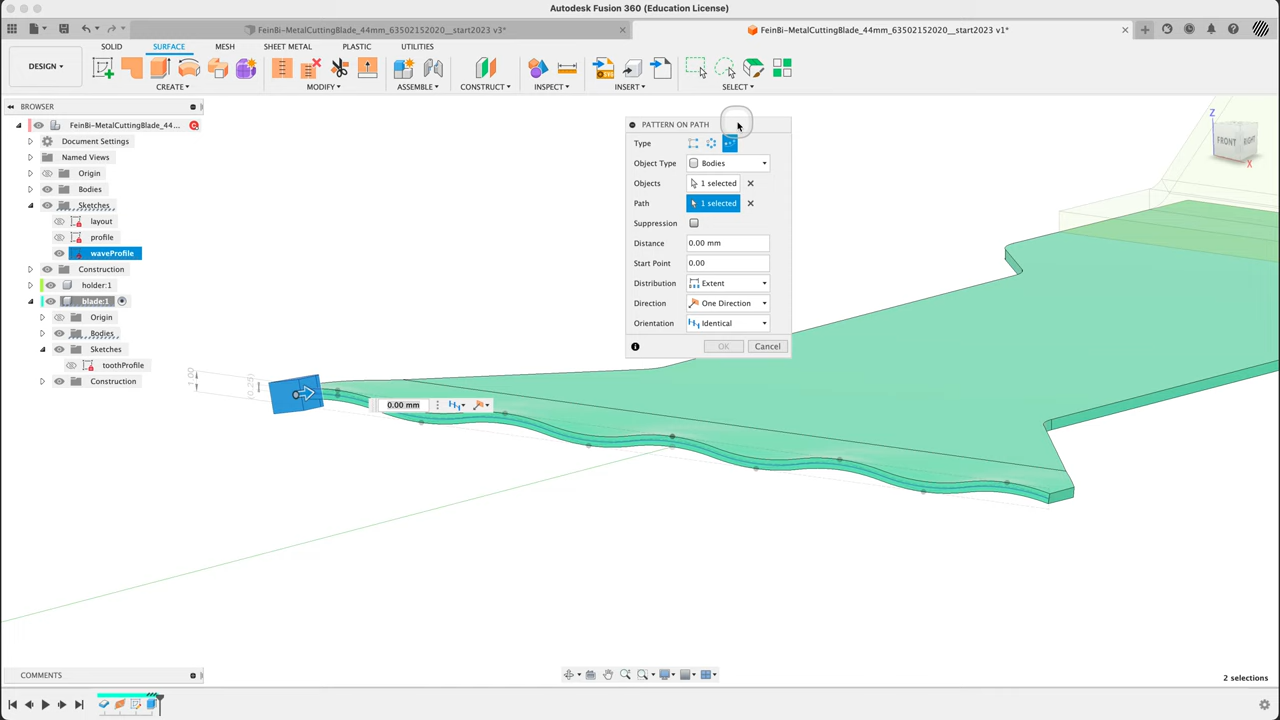 Autodesk Fusion 360 (Education License)
FeinBi-MetalCuttingBlade_44mm_63502152020__start2023 v3*
FeinBi-MetalCuttingBlade_44mm_63502152020__start2023 v1*
SOLID SURFACE MESH SHEET METAL PLASTIC UTILITIES
DESIGN
CREATE MODIFY ASSEMBLE CONSTRUCT INSPECT INSERT SELECT
BROWSER
FeinBi-MetalCuttingBlade_44...
Document Settings
Named Views
Origin
Bodies
Sketches
layout
profile
waveProfile
Construction
holder:1
blade:1
Origin
Bodies
Sketches
toothProfile
Construction
PATTERN ON PATH
Type
Object Type Bodies
Objects 1 selected
Path 1 selected
Suppression
Distance 0.00 mm
Start Point 0.00
Distribution Extent
Direction One Direction
Orientation Identical
OK Cancel
Z
FRONT RIGHT
X
1.00
(0.25)
0.00 mm
COMMENTS
2 selections